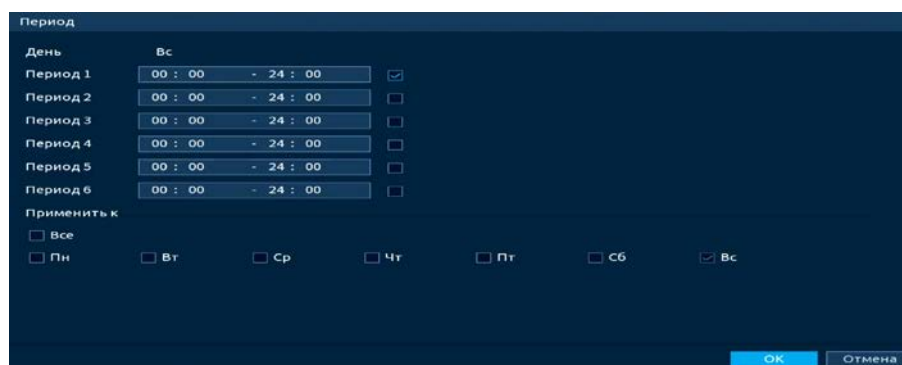 Период
День Вс
Период 1 00 : 00 - 24 : 00
Период 2 00 : 00 - 24 : 00
Период 3 00 : 00 - 24 : 00
Период 4 00 : 00 - 24 : 00
Период 5 00 : 00 - 24 : 00
Период 6 00 : 00 - 24 : 00
Применить к
Все
Пн Вт Ср Чт Пт Сб Вс
OK Отмена